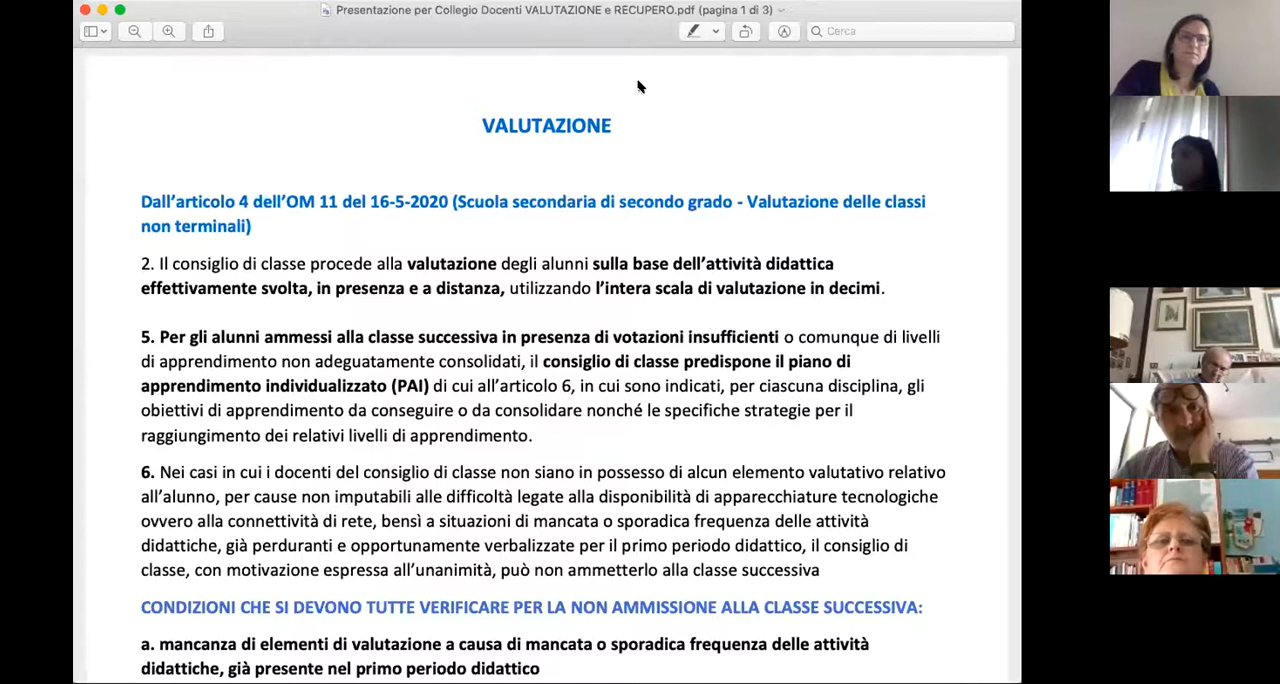 Presentazione per Collegio Docenti VALUTAZIONE e RECUPERO.pdf (pagina 1 di 3)
Cerca
VALUTAZIONE
Dall’articolo 4 dell’OM 11 del 16-5-2020 (Scuola secondaria di secondo grado - Valutazione delle classi
non terminali)
2. Il consiglio di classe procede alla valutazione degli alunni sulla base dell’attività didattica
effettivamente svolta, in presenza e a distanza, utilizzando l’intera scala di valutazione in decimi.
5. Per gli alunni ammessi alla classe successiva in presenza di votazioni insufficienti o comunque di livelli
di apprendimento non adeguatamente consolidati, il consiglio di classe predispone il piano di
apprendimento individualizzato (PAI) di cui all’articolo 6, in cui sono indicati, per ciascuna disciplina, gli
obiettivi di apprendimento da conseguire o da consolidare nonché le specifiche strategie per il
raggiungimento dei relativi livelli di apprendimento.
6. Nei casi in cui i docenti del consiglio di classe non siano in possesso di alcun elemento valutativo relativo
all’alunno, per cause non imputabili alle difficoltà legate alla disponibilità di apparecchiature tecnologiche
ovvero alla connettività di rete, bensì a situazioni di mancata o sporadica frequenza delle attività
didattiche, già perduranti e opportunamente verbalizzate per il primo periodo didattico, il consiglio di
classe, con motivazione espressa all’unanimità, può non ammetterlo alla classe successiva
CONDIZIONI CHE SI DEVONO TUTTE VERIFICARE PER LA NON AMMISSIONE ALLA CLASSE SUCCESSIVA:
a. mancanza di elementi di valutazione a causa di mancata o sporadica frequenza delle attività
didattiche, già presente nel primo periodo didattico